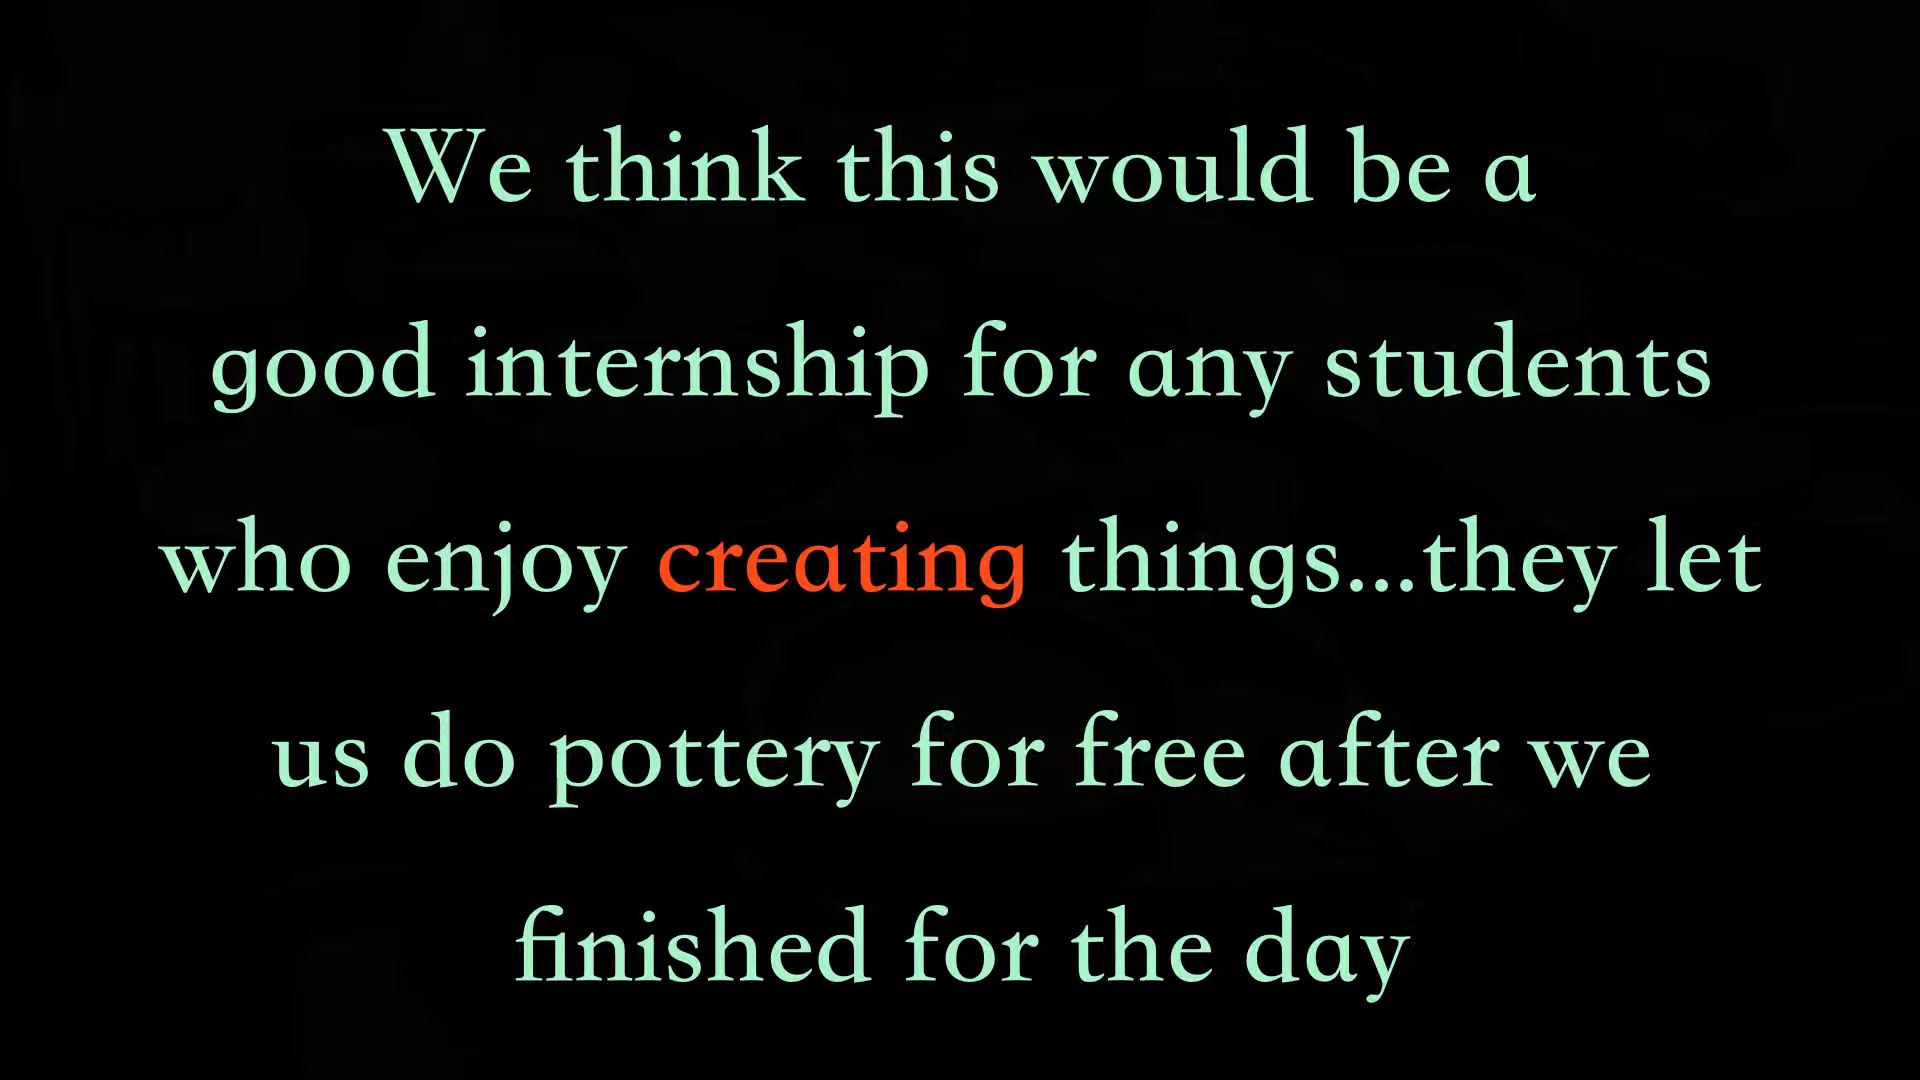 We think this would be a
good internship for any students
who enjoy creating things...they let
us do pottery for free after we
finished for the day